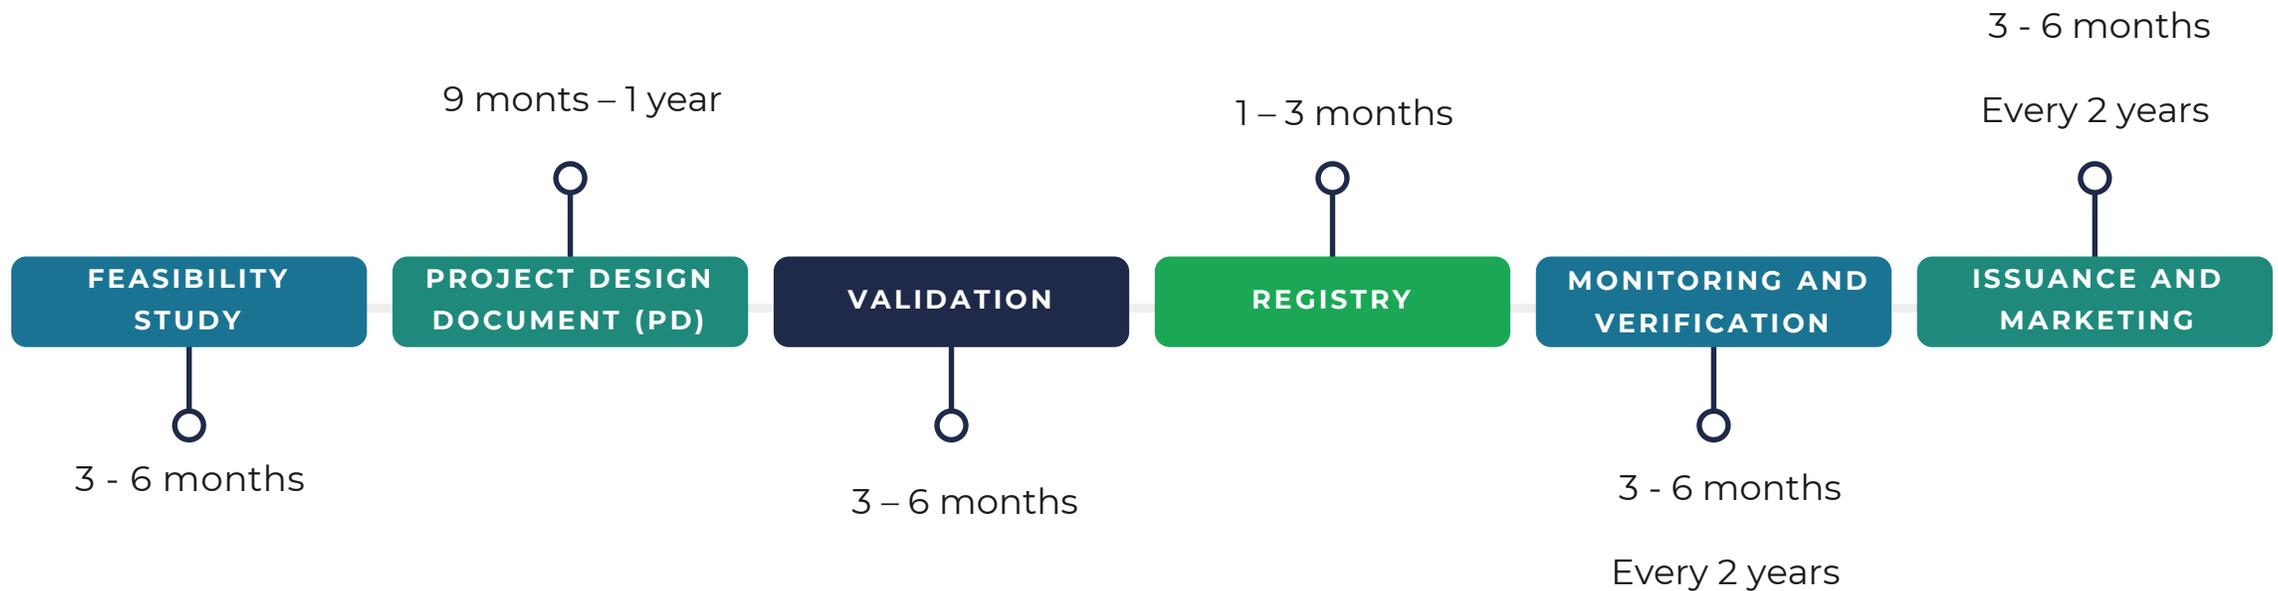 FEASIBILITY
STUDY
3 - 6 months
9 monts – 1 year
PROJECT DESIGN
DOCUMENT (PD)
VALIDATION
3 – 6 months
1 – 3 months
REGISTRY
MONITORING AND
VERIFICATION
3 - 6 months
Every 2 years
3 - 6 months
Every 2 years
ISSUANCE AND
MARKETING